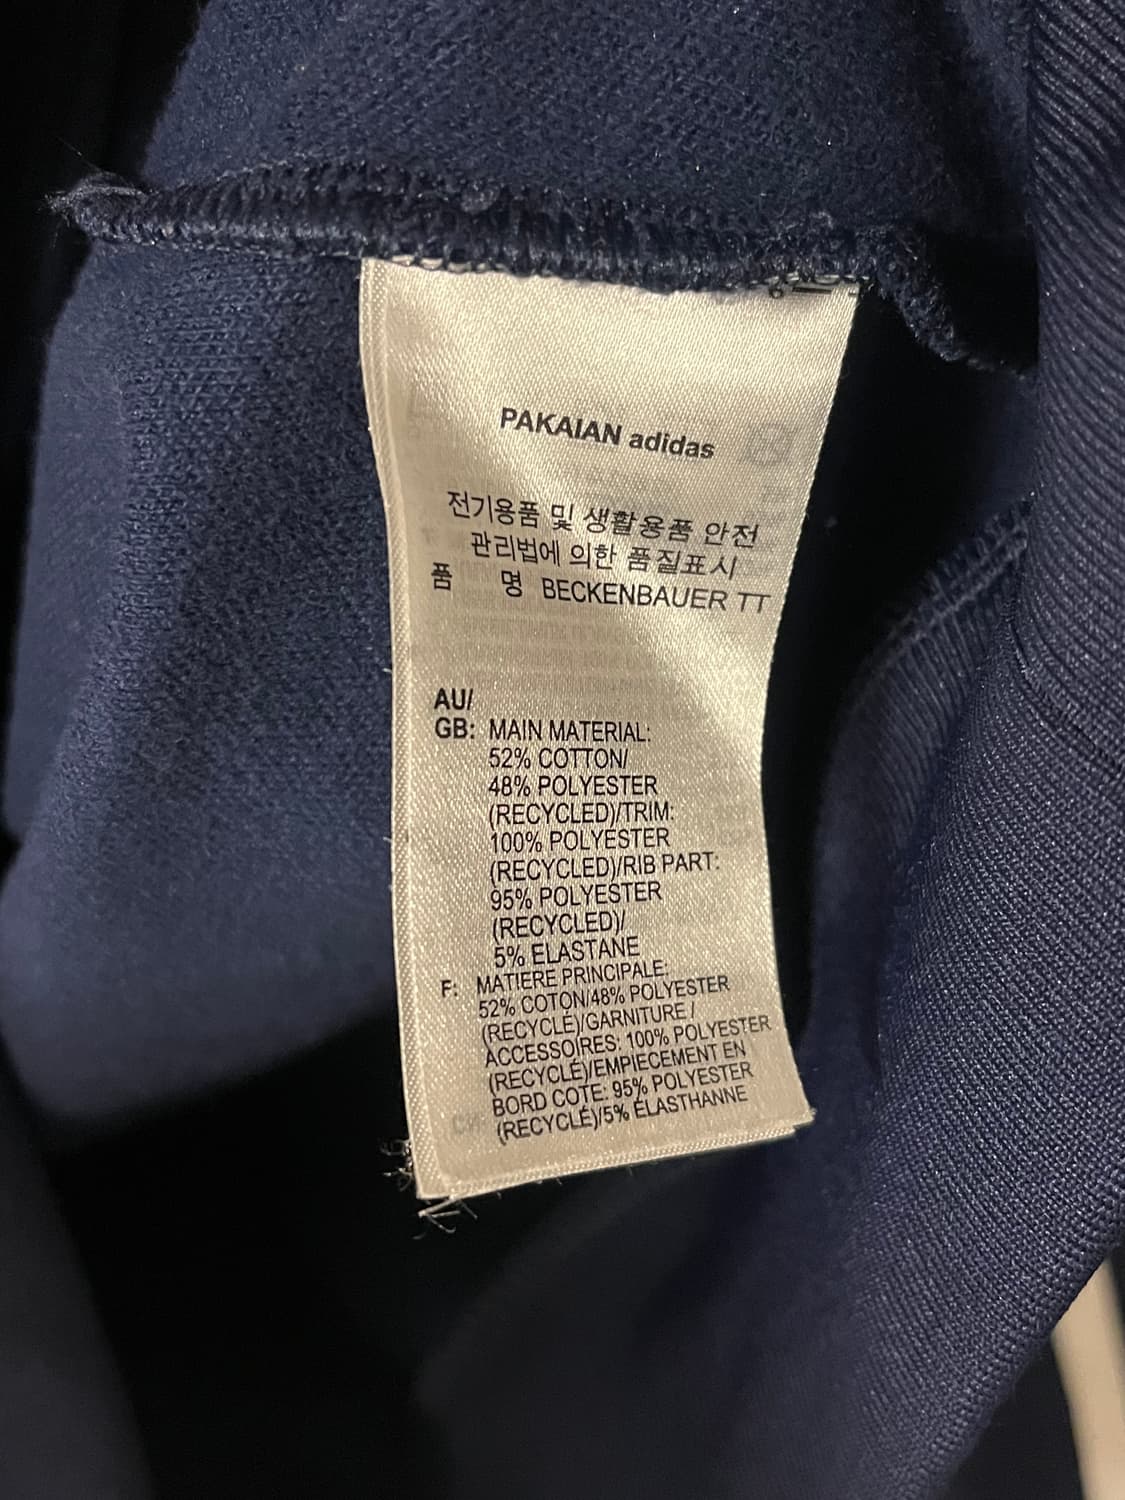 PAKAIAN adidas
전기용품 및 생활용품 안전
관리법에 의한 품질표시
품 명 BECKENBAUER TT
AU/
GB: MAIN MATERIAL:
52% COTTON/
48% POLYESTER
(RECYCLED)/TRIM:
100% POLYESTER
(RECYCLED)/RIB PART:
95% POLYESTER
(RECYCLED)/
5% ELASTANE
F: MATIERE PRINCIPALE:
52% COTON/48% POLYESTER
(RECYCLÉ)/GARNITURE /
ACCESSOIRES: 100% POLYESTER
(RECYCLÉ)/EMPIECEMENT EN
BORD COTE: 95% POLYESTER
(RECYCLÉ)/5% ÉLASTHANNE